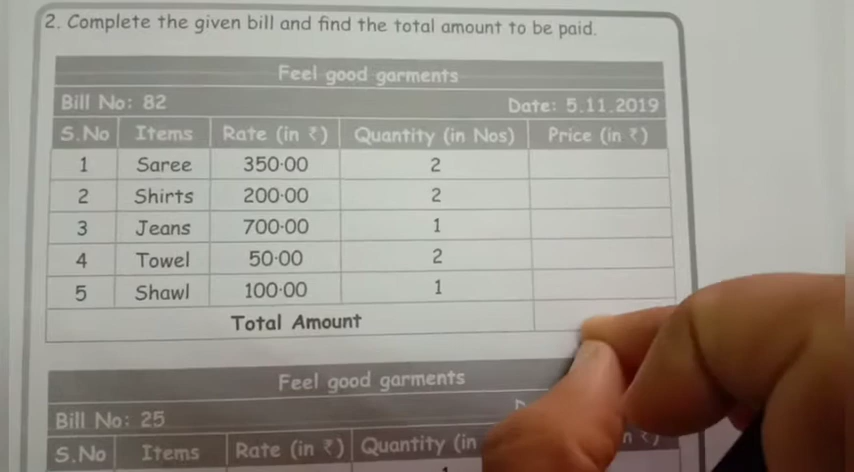 2. Complete the given bill and find the total amount to be paid.
Feel good garments
Bill No: 82 Date: 5.11.2019
S.No Items Rate (in ₹) Quantity (in Nos) Price (in ₹)
1 Saree 350·00 2
2 Shirts 200·00 2
3 Jeans 700·00 1
4 Towel 50·00 2
5 Shawl 100·00 1
Total Amount
Feel good garments
Bill No: 25
S.No Items Rate (in ₹) Quantity (in